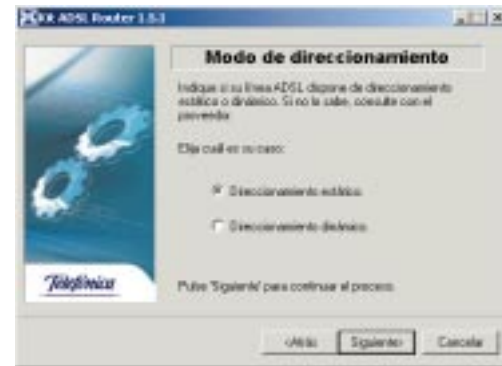 Kit ADSL Router 1.5.1
Modo de direccionamiento
Indique si su línea ADSL dispone de direccionamiento
estático o dinámico. Si no lo sabe, consulte con el
proveedor.
Elija cuál es su caso:
Direccionamiento estático.
Direccionamiento dinámico.
Telefónica
Pulse 'Siguiente' para continuar el proceso.
<Atrás
Siguiente>
Cancelar